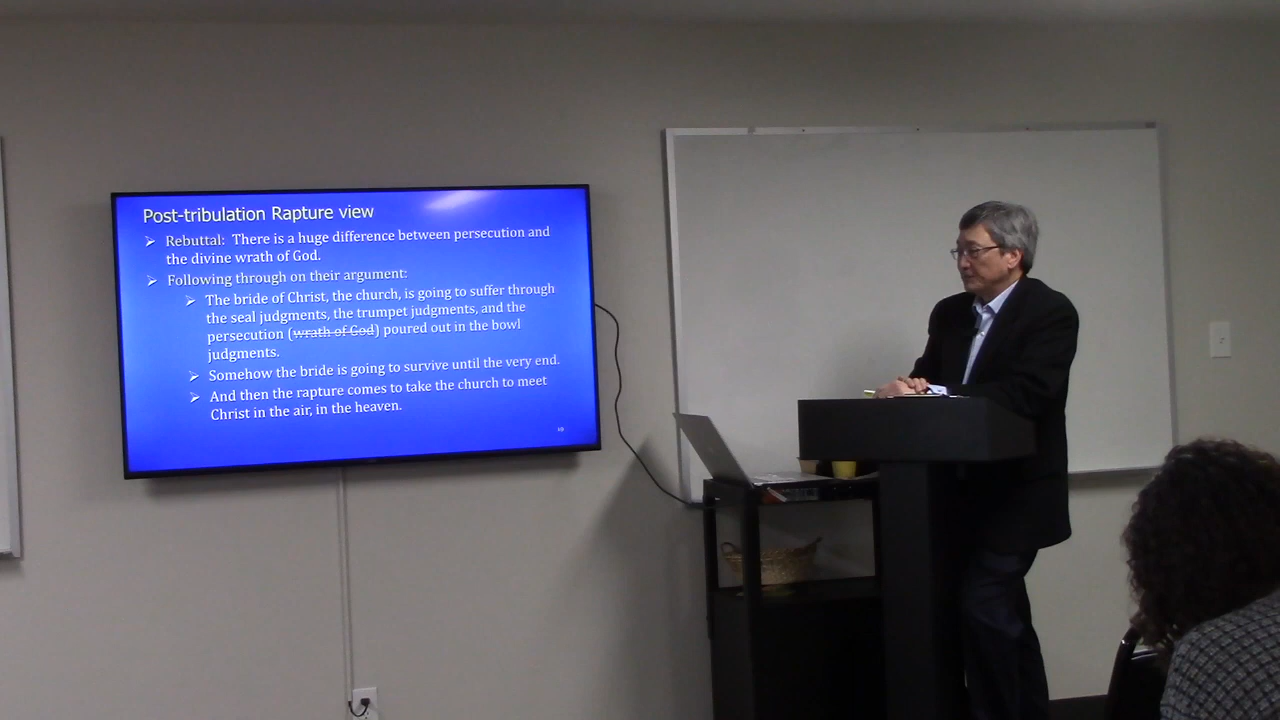 Post-tribulation Rapture view
➢ Rebuttal: There is a huge difference between persecution and
the divine wrath of God.
➢ Following through on their argument:
➢ The bride of Christ, the church, is going to suffer through
the seal judgments, the trumpet judgments, and the
persecution (wrath of God) poured out in the bowl
judgments.
➢ Somehow the bride is going to survive until the very end.
➢ And then the rapture comes to take the church to meet
Christ in the air, in the heaven.